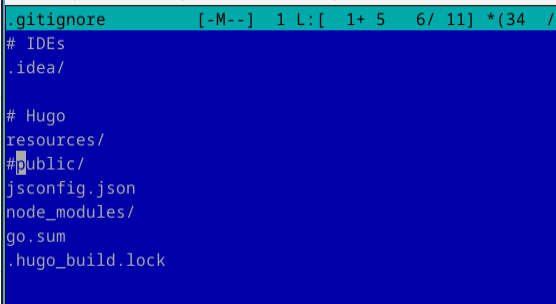 .gitignore [-M--] 1 L:[ 1+ 5 6/ 11] *(34 /
# IDEs
.idea/
# Hugo
resources/
#public/
jsconfig.json
node_modules/
go.sum
.hugo_build.lock